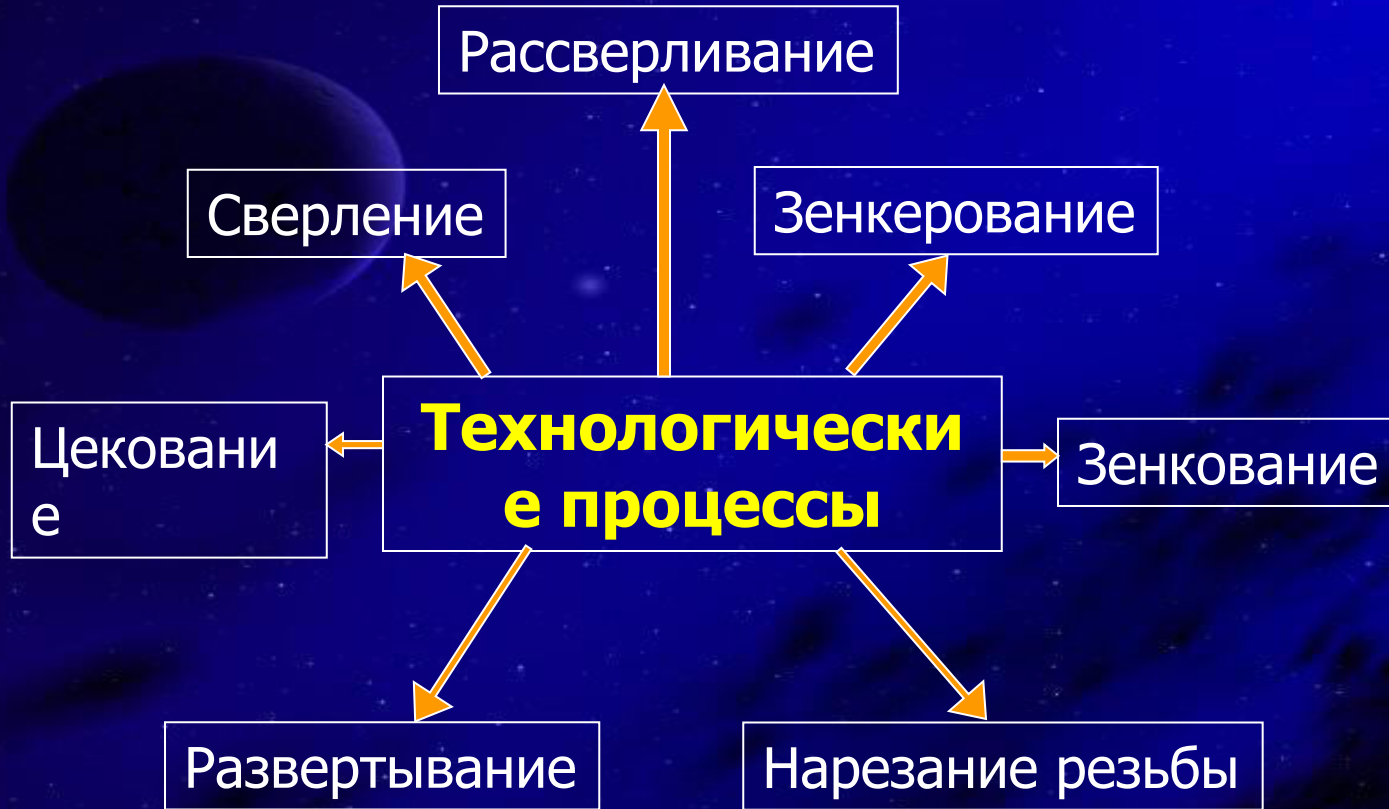 Рассверливание
Сверление
Зенкерование
Цековани
е
Технологически
е процессы
Зенкование
Развертывание
Нарезание резьбы